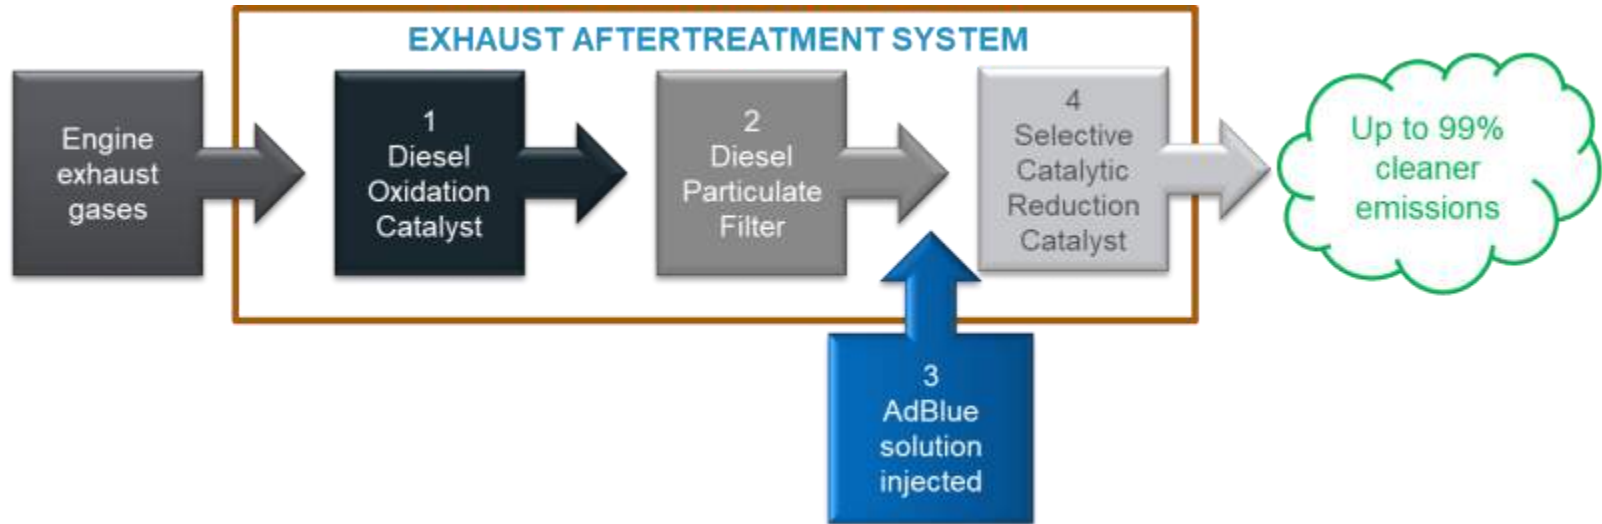 EXHAUST AFTERTREATMENT SYSTEM
Engine
exhaust
gases
1
Diesel
Oxidation
Catalyst
2
Diesel
Particulate
Filter
3
AdBlue
solution
injected
4
Selective
Catalytic
Reduction
Catalyst
Up to 99%
cleaner
emissions